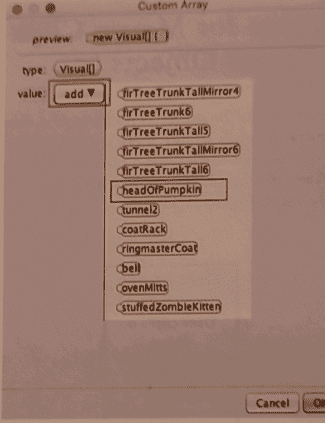 Custom Array
preview: new Visual[] { }
type: Visual[]
value: add ▼
firTreeTrunkTallMirror4
firTreeTrunk6
firTreeTrunkTall5
firTreeTrunkTallMirror6
firTreeTrunkTall6
headOfPumpkin
tunnel2
coatRack
ringmasterCoat
bell
ovenMitts
stuffedZombieKitten
Cancel